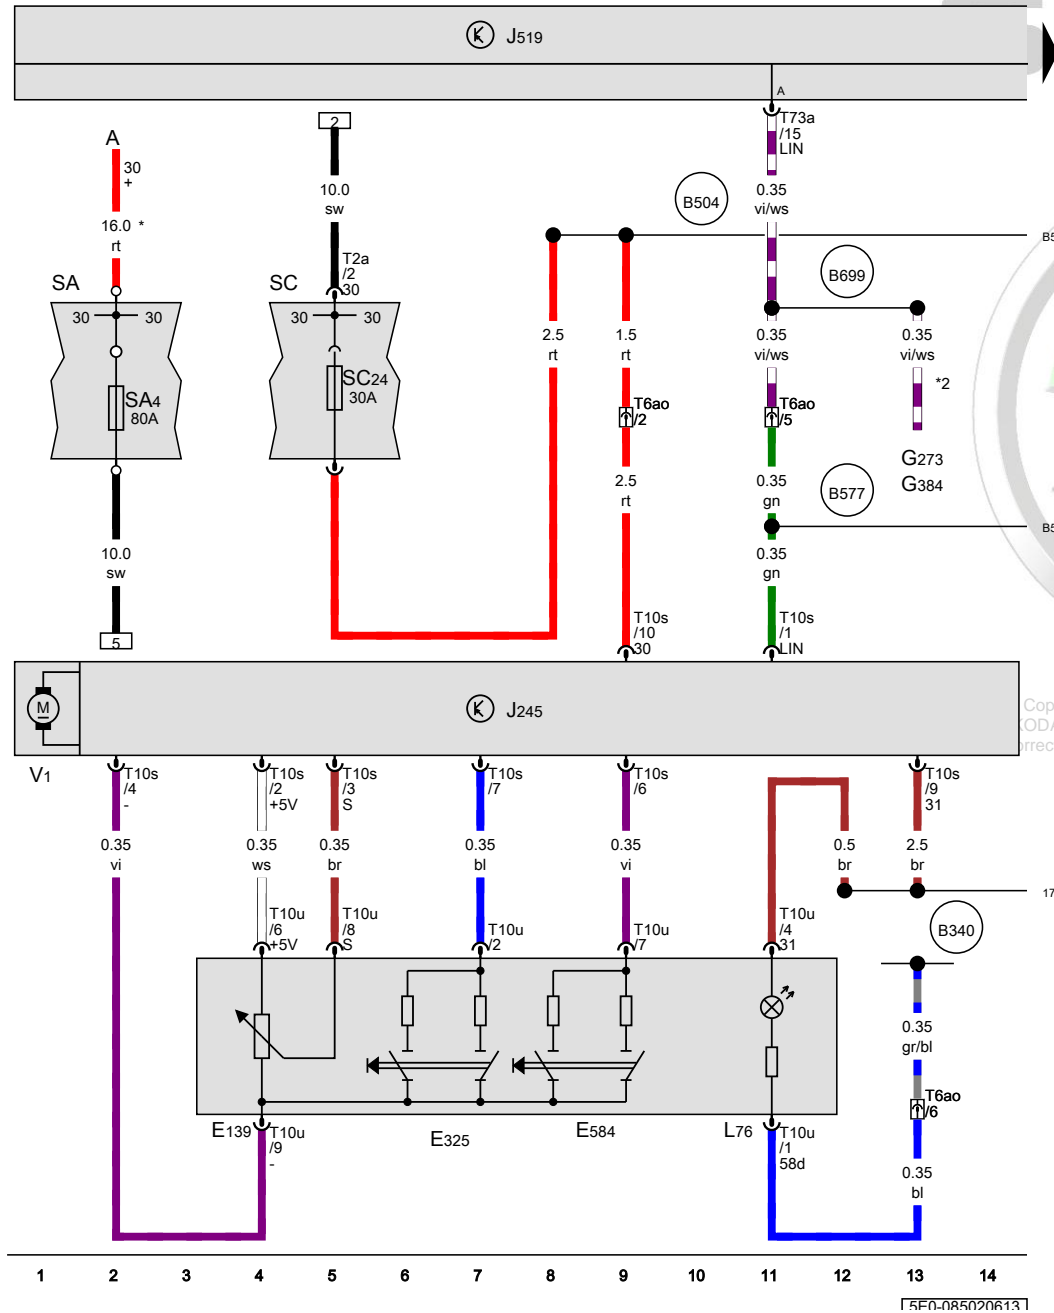 J519
A
T73a
/15
LIN
2
A
30
+
10.0
sw
0.35
vi/ws
B504
16.0 *
rt
T2a
/2
30
SA
SC
B699
30
30
30
30
2.5
rt
1.5
rt
0.35
vi/ws
0.35
vi/ws
*2
SA4
80A
SC24
30A
T6ao
/2
T6ao
/5
G273
G384
2.5
rt
0.35
gn
B577
10.0
sw
0.35
gn
5
T10s
/10
30
T10s
/1
LIN
M
J245
Cop
V1
T10s
/4
-
T10s
/2
+5V
T10s
/3
S
T10s
/7
T10s
/6
T10s
/9
31
0.35
vi
0.35
ws
0.35
br
0.35
bl
0.35
vi
0.5
br
2.5
br
17
T10u
/6
+5V
T10u
/8
S
T10u
/2
T10u
/7
T10u
/4
31
B340
0.35
gr/bl
T6ao
/6
E139
T10u
/9
-
E325
E584
L76
T10u
/1
58d
0.35
bl
1 2 3 4 5 6 7 8 9 10 11 12 13 14
5E0-085020613